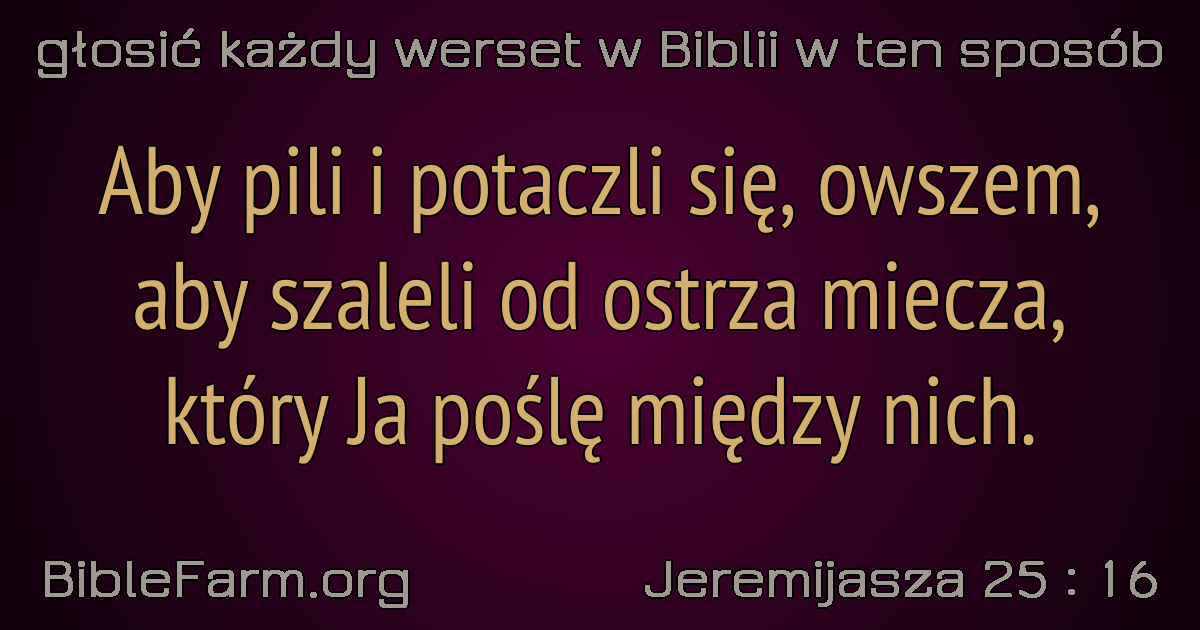 głosić każdy werset w Biblii w ten sposób
Aby pili i potaczli się, owszem,
aby szaleli od ostrza miecza,
który Ja poślę między nich.
BibleFarm.org
Jeremijasza 25 : 16